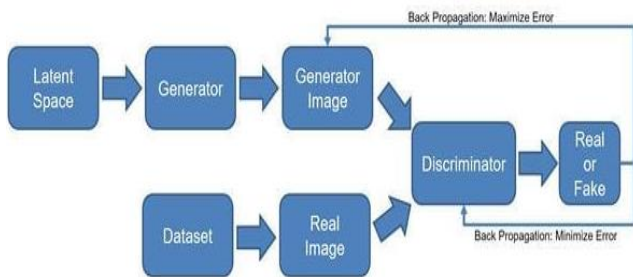 Back Propagation: Maximize Error
Latent
Space
Generator
Generator
Image
Discriminator
Real
or
Fake
Dataset
Real
Image
Back Propagation: Minimize Error